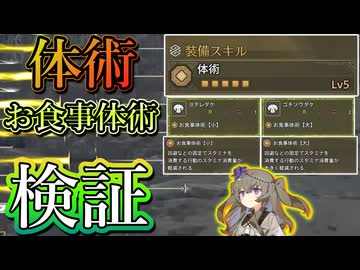 体術
お食事体術
検証
装備スキル
体術
Lv5
ヨダレダケ
1
お食事体術【小】
お食事体術【小】
回避などの固定でスタミナを
消費する行動のスタミナ消費量が
軽減される
ゴチソウダケ
2
お食事体術【大】
お食事体術【大】
回避などの固定でスタミナを
消費する行動のスタミナ消費量が
大きく軽減される